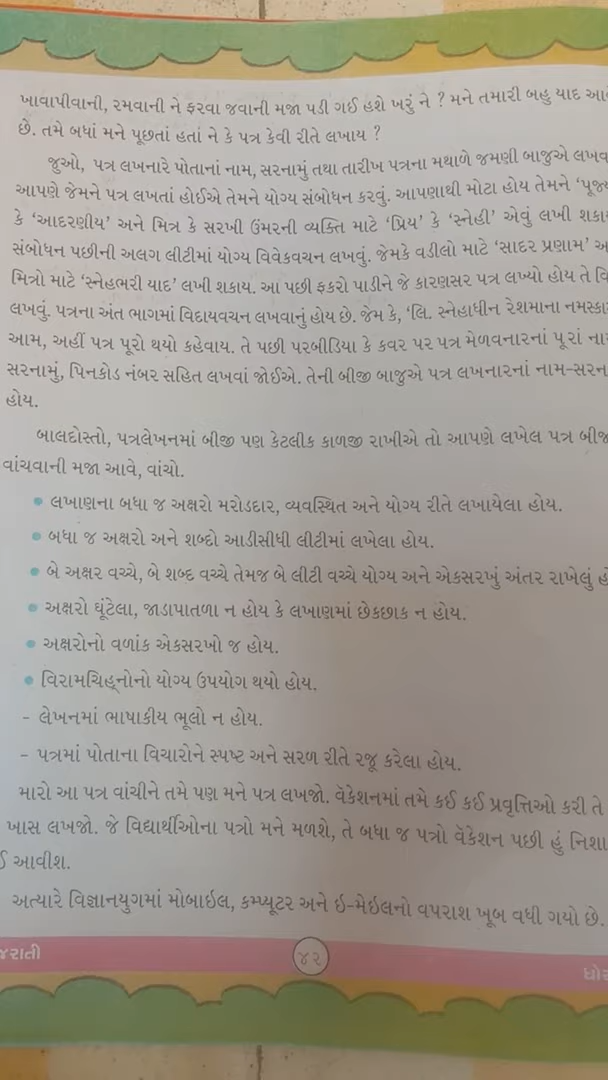 ખાવાપીવાની, રમવાની ને ફરવા જવાની મજા પડી ગઈ હશે ખરું ને ? મને તમારી બહુ યાદ
છે. તમે બધાં મને પૂછતાં હતાં ને કે પત્ર કેવી રીતે લખાય ?
જુઓ, પત્ર લખનારે પોતાનાં નામ, સરનામું તથા તારીખ પત્રના મથાળે જમણી બાજુએ
આપણે જેમને પત્ર લખતાં હોઈએ તેમને યોગ્ય સંબોધન કરવું. આપણાથી મોટા હોય તેમને
કે ‘આદરણીય’ અને મિત્ર કે સરખી ઉંમરની વ્યક્તિ માટે ‘પ્રિય’ કે ‘સ્નેહી’ એવું લખી
સંબોધન પછીની અલગ લીટીમાં યોગ્ય વિવેકવચન લખવું. જેમકે વડીલો માટે ‘સાદર પ્રણામ’
મિત્રો માટે ‘સ્નેહભરી યાદ’ લખી શકાય. આ પછી ફકરો પાડીને જે કારણસર પત્ર લખ્યો હોય તે
લખવું. પત્રના અંત ભાગમાં વિદાયવચન લખવાનું હોય છે. જેમ કે, ‘લિ. સ્નેહાધીન રેશમાના
આમ, અહીં પત્ર પૂરો થયો કહેવાય. તે પછી પરબીડિયા કે કવર પર પત્ર મેળવનારનાં પૂરાં
સરનામું, પિનકોડ નંબર સહિત લખવાં જોઈએ. તેની બીજી બાજુએ પત્ર લખનારનાં
હોય.
બાલદોસ્તો, પત્રલેખનમાં બીજી પણ કેટલીક કાળજી રાખીએ તો આપણે લખેલ પત્ર
વાંચવાની મજા આવે, વાંચો.
• લખાણના બધા જ અક્ષરો મરોડદાર, વ્યવસ્થિત અને યોગ્ય રીતે લખાયેલા હોય.
• બધા જ અક્ષરો અને શબ્દો આડીસીધી લીટીમાં લખેલા હોય.
• બે અક્ષર વચ્ચે, બે શબ્દ વચ્ચે તેમજ બે લીટી વચ્ચે યોગ્ય અને એકસરખું અંતર રાખેલું
• અક્ષરો ઘૂંટેલા, જાડાપાતળા ન હોય કે લખાણમાં છેકછાક ન હોય.
• અક્ષરોનો વળાંક એકસરખો જ હોય.
• વિરામચિહ્નોનો યોગ્ય ઉપયોગ થયો હોય.
- લેખનમાં ભાષાકીય ભૂલો ન હોય.
- પત્રમાં પોતાના વિચારોને સ્પષ્ટ અને સરળ રીતે રજૂ કરેલા હોય.
મારો આ પત્ર વાંચીને તમે પણ મને પત્ર લખજો. વૅકેશનમાં તમે કઈ કઈ પ્રવૃત્તિઓ કરી તે
ખાસ લખજો. જે વિદ્યાર્થીઓના પત્રો મને મળશે, તે બધા જ પત્રો વૅકેશન પછી હું
આવીશ.
અત્યારે વિજ્ઞાનયુગમાં મોબાઇલ, કમ્પ્યૂટર અને ઇ-મેઇલનો વપરાશ ખૂબ વધી ગયો છે.
૪૨